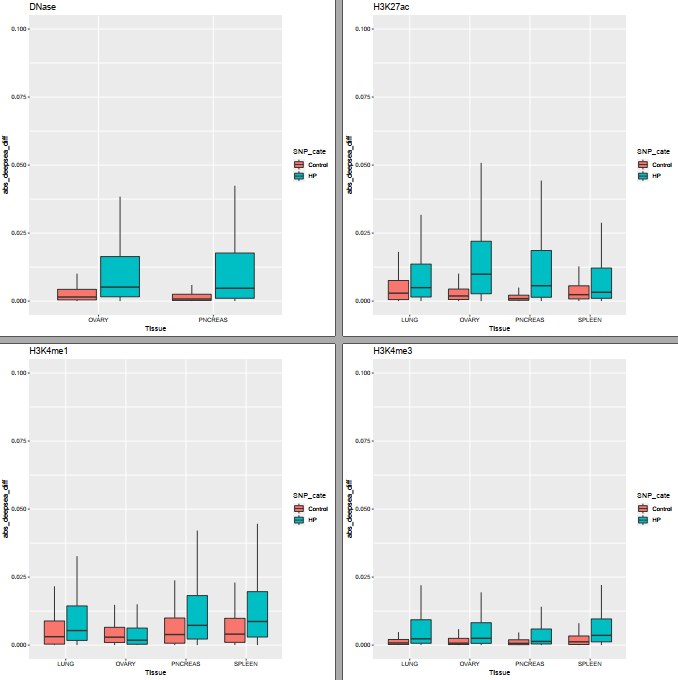 DNase
0.100
0.075
0.050
0.025
0.000
abs_deepsea_diff
OVARY
PNCREAS
Tissue
SNP_cate
Control
HP
H3K27ac
0.100
0.075
0.050
0.025
0.000
abs_deepsea_diff
LUNG
OVARY
PNCREAS
SPLEEN
Tissue
SNP_cate
Control
HP
H3K4me1
0.100
0.075
0.050
0.025
0.000
abs_deepsea_diff
LUNG
OVARY
PNCREAS
SPLEEN
Tissue
SNP_cate
Control
HP
H3K4me3
0.100
0.075
0.050
0.025
0.000
abs_deepsea_diff
LUNG
OVARY
PNCREAS
SPLEEN
Tissue
SNP_cate
Control
HP